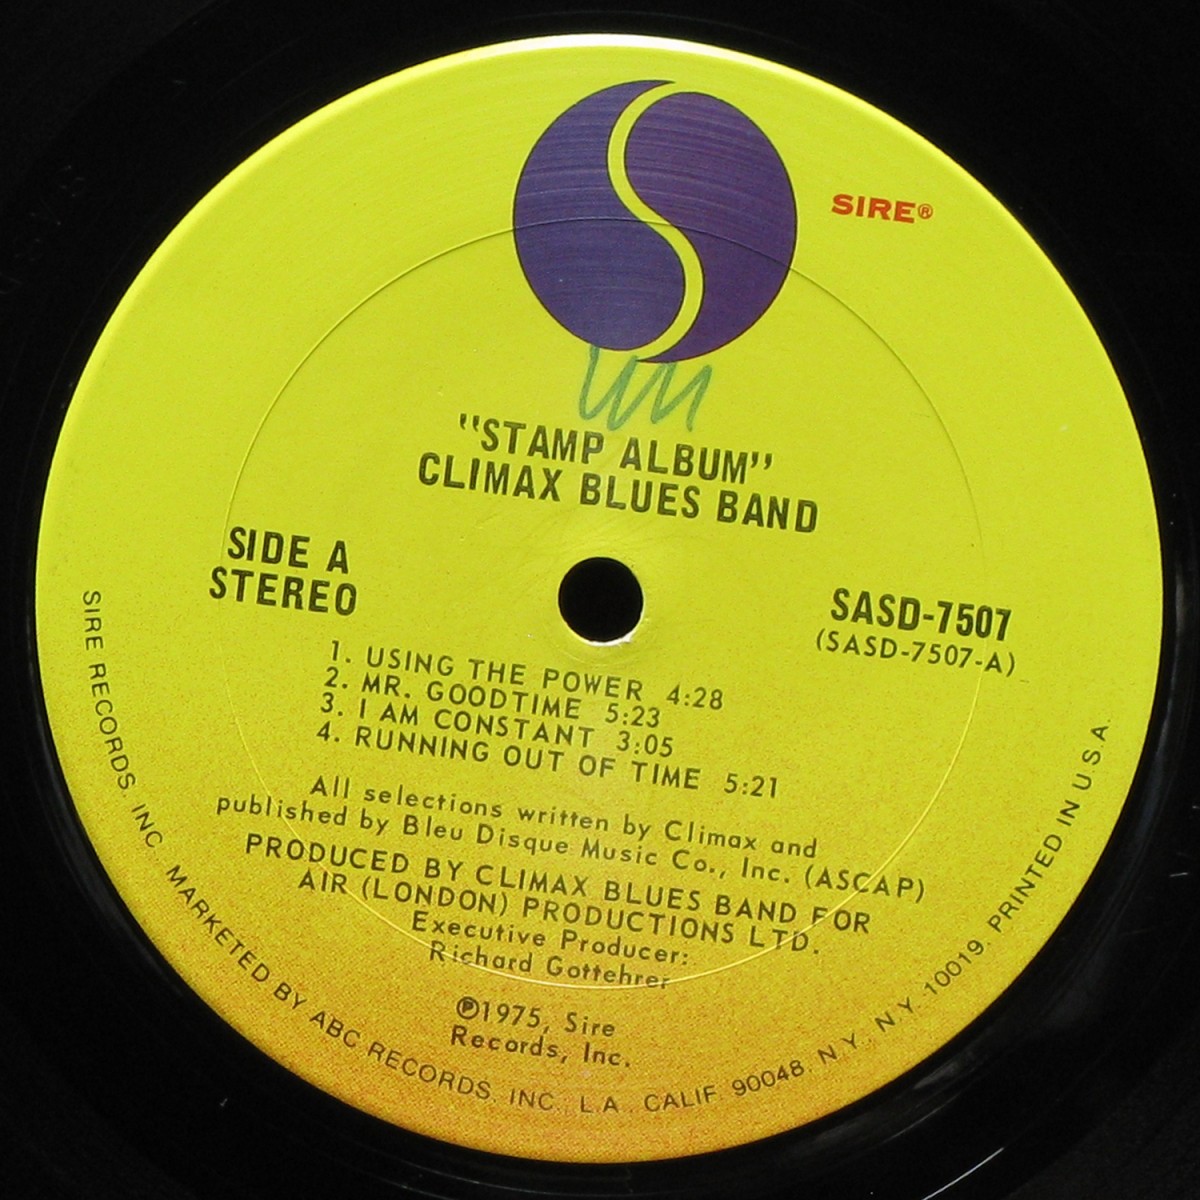 SIRE®
"STAMP ALBUM"
CLIMAX BLUES BAND
SIDE A
STEREO
SASD-7507
(SASD-7507-A)
1. USING THE POWER 4:28
2. MR. GOODTIME 5:23
3. I AM CONSTANT 3:05
4. RUNNING OUT OF TIME 5:21
All selections written by Climax and
published by Bleu Disque Music Co., Inc. (ASCAP)
PRODUCED BY CLIMAX BLUES BAND FOR
AIR (LONDON) PRODUCTIONS LTD.
Executive Producer:
Richard Gottehrer
℗1975, Sire
Records, Inc.
SIRE RECORDS, INC. MARKETED BY ABC RECORDS, INC., L.A., CALIF. 90048. N.Y., N.Y. 10019. PRINTED IN U.S.A.